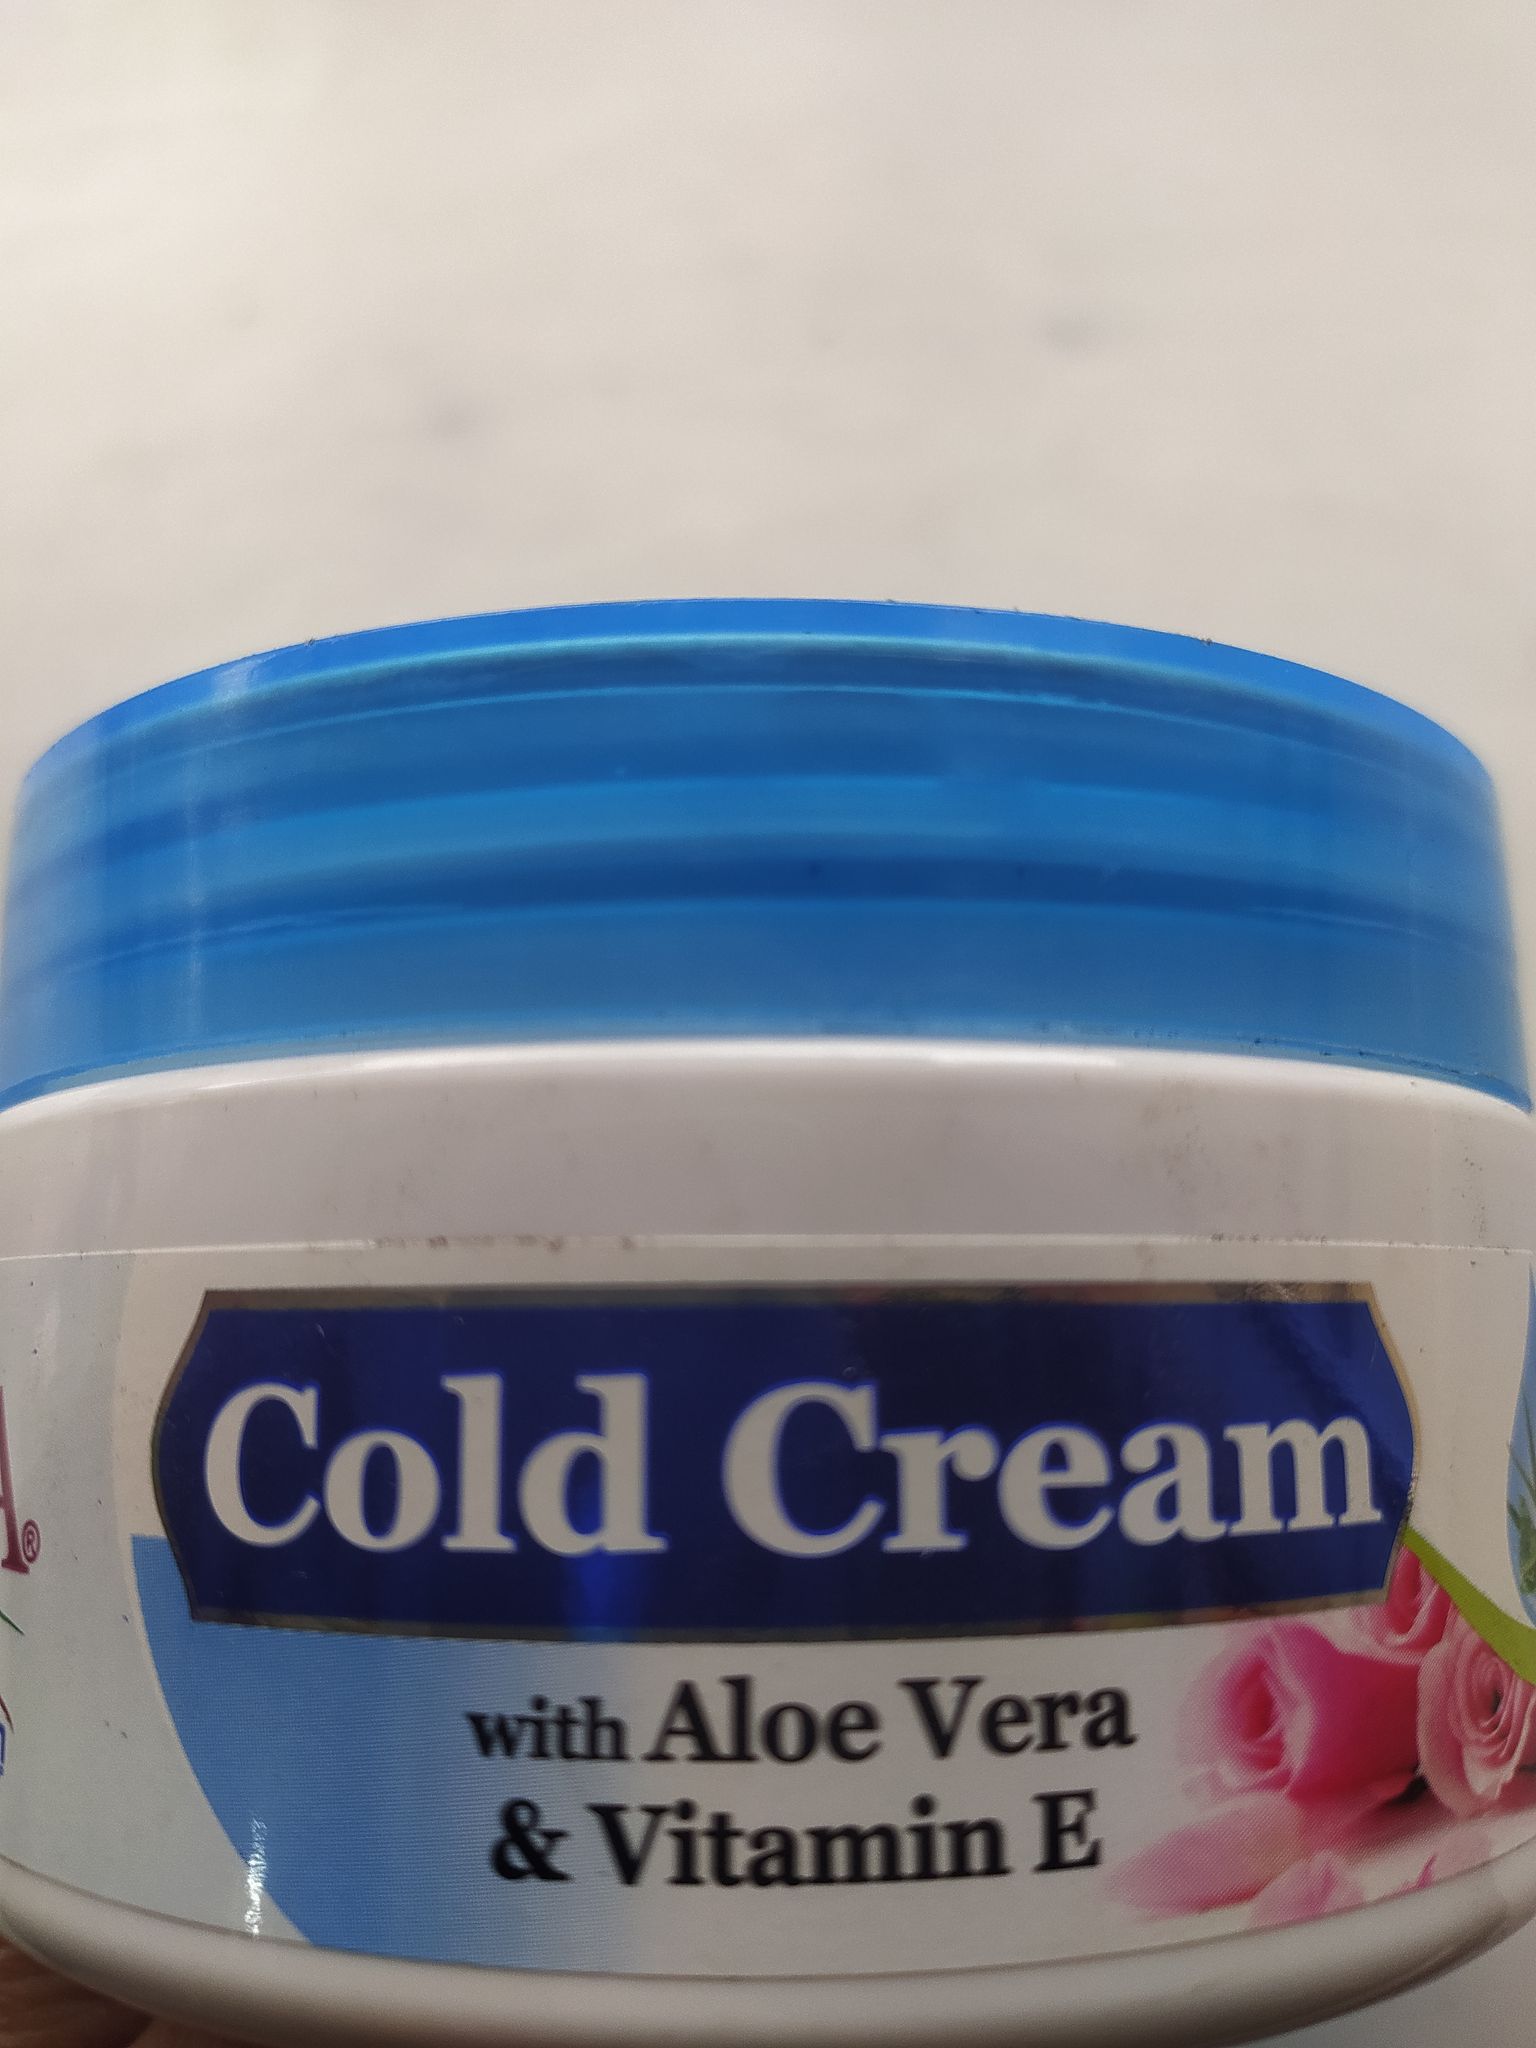 A®
Cold Cream
with Aloe Vera
& Vitamin E